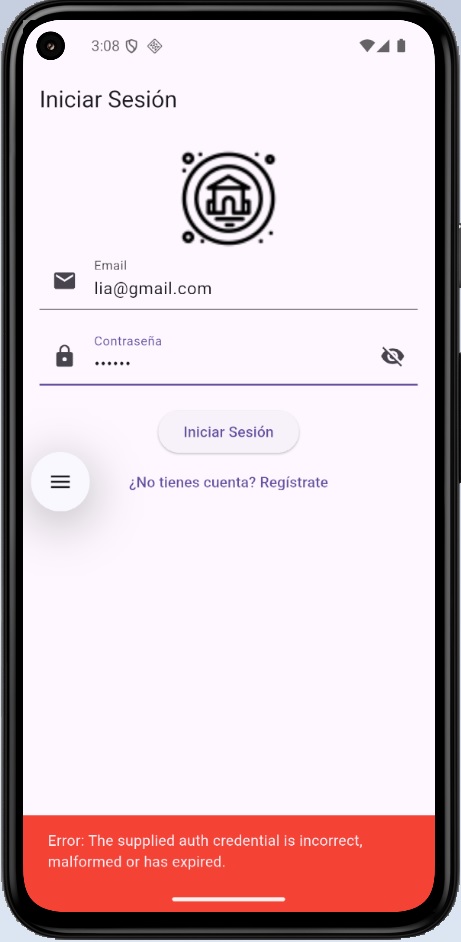 3:08
Iniciar Sesión
Email
lia@gmail.com
Contraseña
••••••
Iniciar Sesión
¿No tienes cuenta? Regístrate
Error: The supplied auth credential is incorrect,
malformed or has expired.